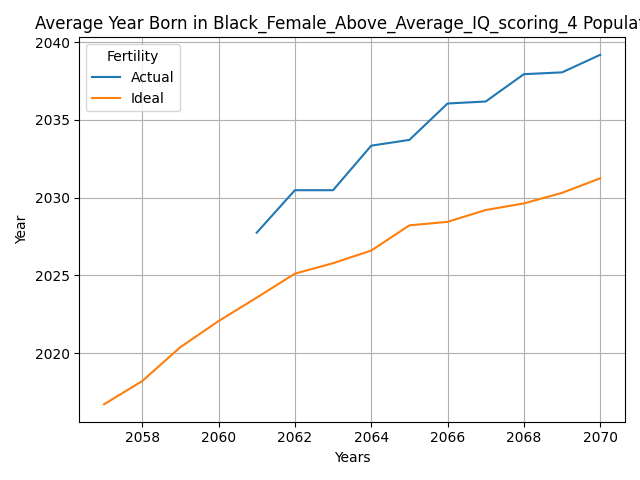 Average Year Born in Black_Female_Above_Average_IQ_scoring_4 Populat
Fertility
Actual
Ideal
2040
2035
2030
2025
2020
Year
2058 2060 2062 2064 2066 2068 2070
Years